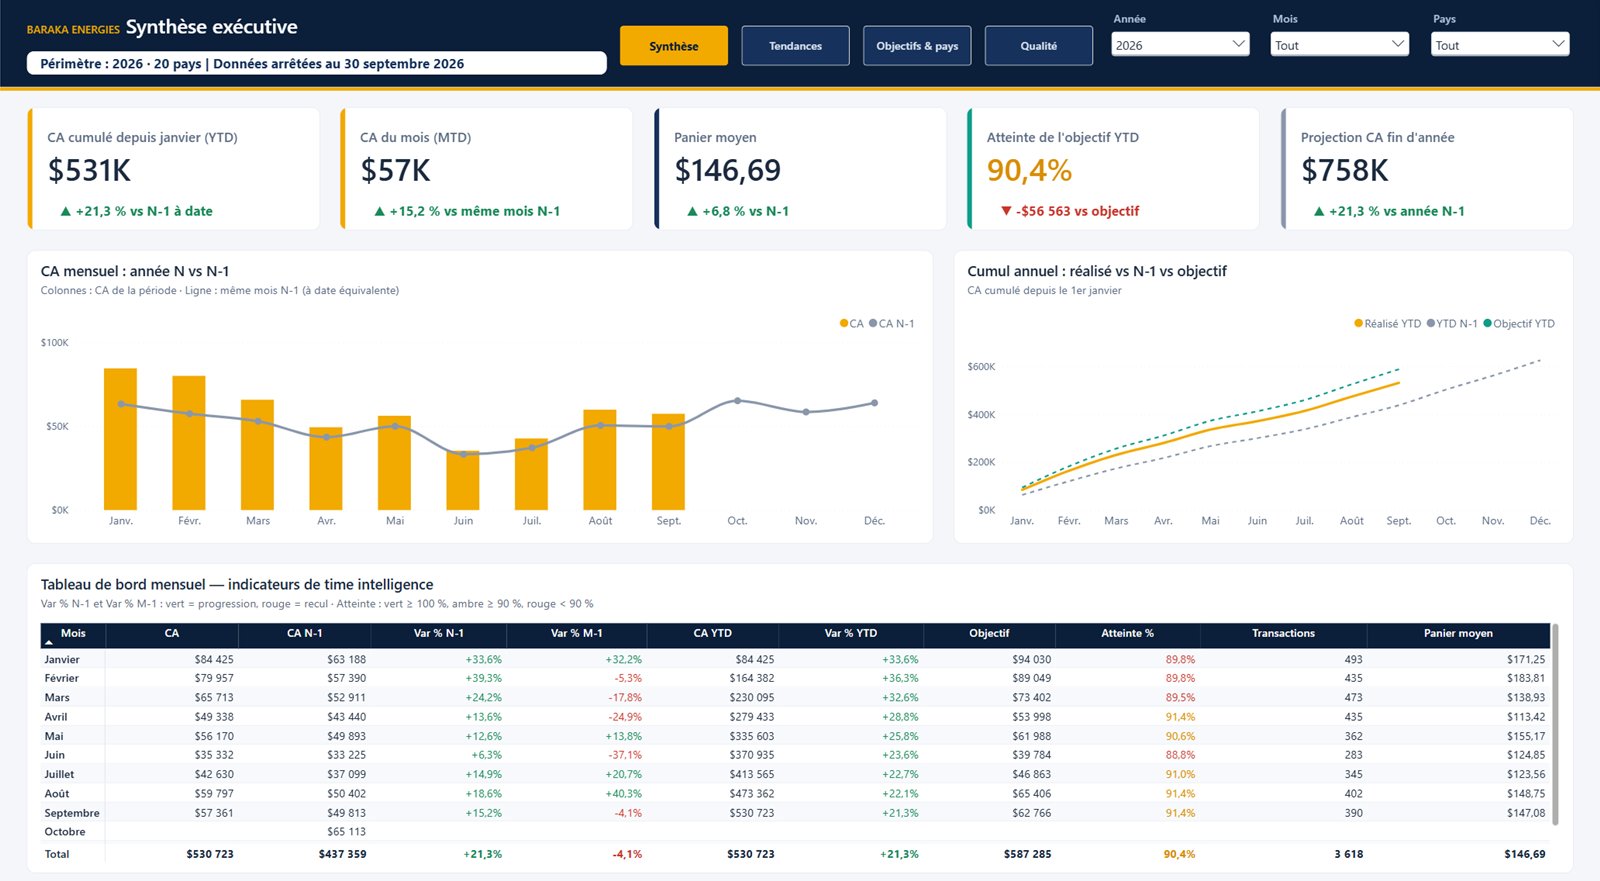 BARAKA ENERGIES Synthèse exécutive
Périmètre : 2026 · 20 pays | Données arrêtées au 30 septembre 2026
Synthèse
Tendances
Objectifs & pays
Qualité
Année
2026
Mois
Tout
Pays
Tout
CA cumulé depuis janvier (YTD)
$531K
▲ +21,3 % vs N-1 à date
CA du mois (MTD)
$57K
▲ +15,2 % vs même mois N-1
Panier moyen
$146,69
▲ +6,8 % vs N-1
Atteinte de l'objectif YTD
90,4%
▼ -$56 563 vs objectif
Projection CA fin d'année
$758K
▲ +21,3 % vs année N-1
CA mensuel : année N vs N-1
Colonnes : CA de la période · Ligne : même mois N-1 (à date équivalente)
CA CA N-1
$100K
$50K
$0K
Janv. Févr. Mars Avr. Mai Juin Juil. Août Sept. Oct. Nov. Déc.
Cumul annuel : réalisé vs N-1 vs objectif
CA cumulé depuis le 1er janvier
Réalisé YTD YTD N-1 Objectif YTD
$600K
$400K
$200K
$0K
Janv. Févr. Mars Avr. Mai Juin Juil. Août Sept. Oct. Nov. Déc.
Tableau de bord mensuel — indicateurs de time intelligence
Var % N-1 et Var % M-1 : vert = progression, rouge = recul · Atteinte : vert ≥ 100 %, ambre ≥ 90 %, rouge < 90 %
Mois CA CA N-1 Var % N-1 Var % M-1 CA YTD Var % YTD Objectif Atteinte % Transactions Panier moyen
Janvier $84 425 $63 188 +33,6% +32,2% $84 425 +33,6% $94 030 89,8% 493 $171,25
Février $79 957 $57 390 +39,3% -5,3% $164 382 +36,3% $89 049 89,8% 435 $183,81
Mars $65 713 $52 911 +24,2% -17,8% $230 095 +32,6% $73 402 89,5% 473 $138,93
Avril $49 338 $43 440 +13,6% -24,9% $279 433 +28,8% $53 998 91,4% 435 $113,42
Mai $56 170 $49 893 +12,6% +13,8% $335 603 +25,8% $61 988 90,6% 362 $155,17
Juin $35 332 $33 225 +6,3% -37,1% $370 935 +23,6% $39 784 88,8% 283 $124,85
Juillet $42 630 $37 099 +14,9% +20,7% $413 565 +22,7% $46 863 91,0% 345 $123,56
Août $59 797 $50 402 +18,6% +40,3% $473 362 +22,1% $65 406 91,4% 402 $148,75
Septembre $57 361 $49 813 +15,2% -4,1% $530 723 +21,3% $62 766 91,4% 390 $147,08
Octobre $65 113
Total $530 723 $437 359 +21,3% -4,1% $530 723 +21,3% $587 285 90,4% 3 618 $146,69